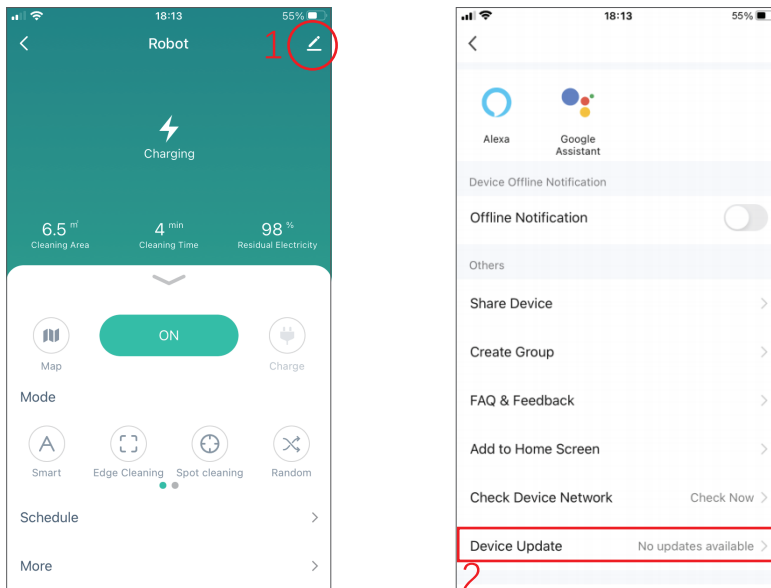 18:13
55%
Robot
1
Charging
6.5 ㎡
4 min
98 %
Cleaning Area
Cleaning Time
Residual Electricity
ON
Map
Charge
Mode
A
Smart
Edge Cleaning
Spot cleaning
Random
Schedule
More
18:13
55%
Alexa
Google
Assistant
Device Offline Notification
Offline Notification
Others
Share Device
Create Group
FAQ & Feedback
Add to Home Screen
Check Device Network
Check Now
Device Update
No updates available
2